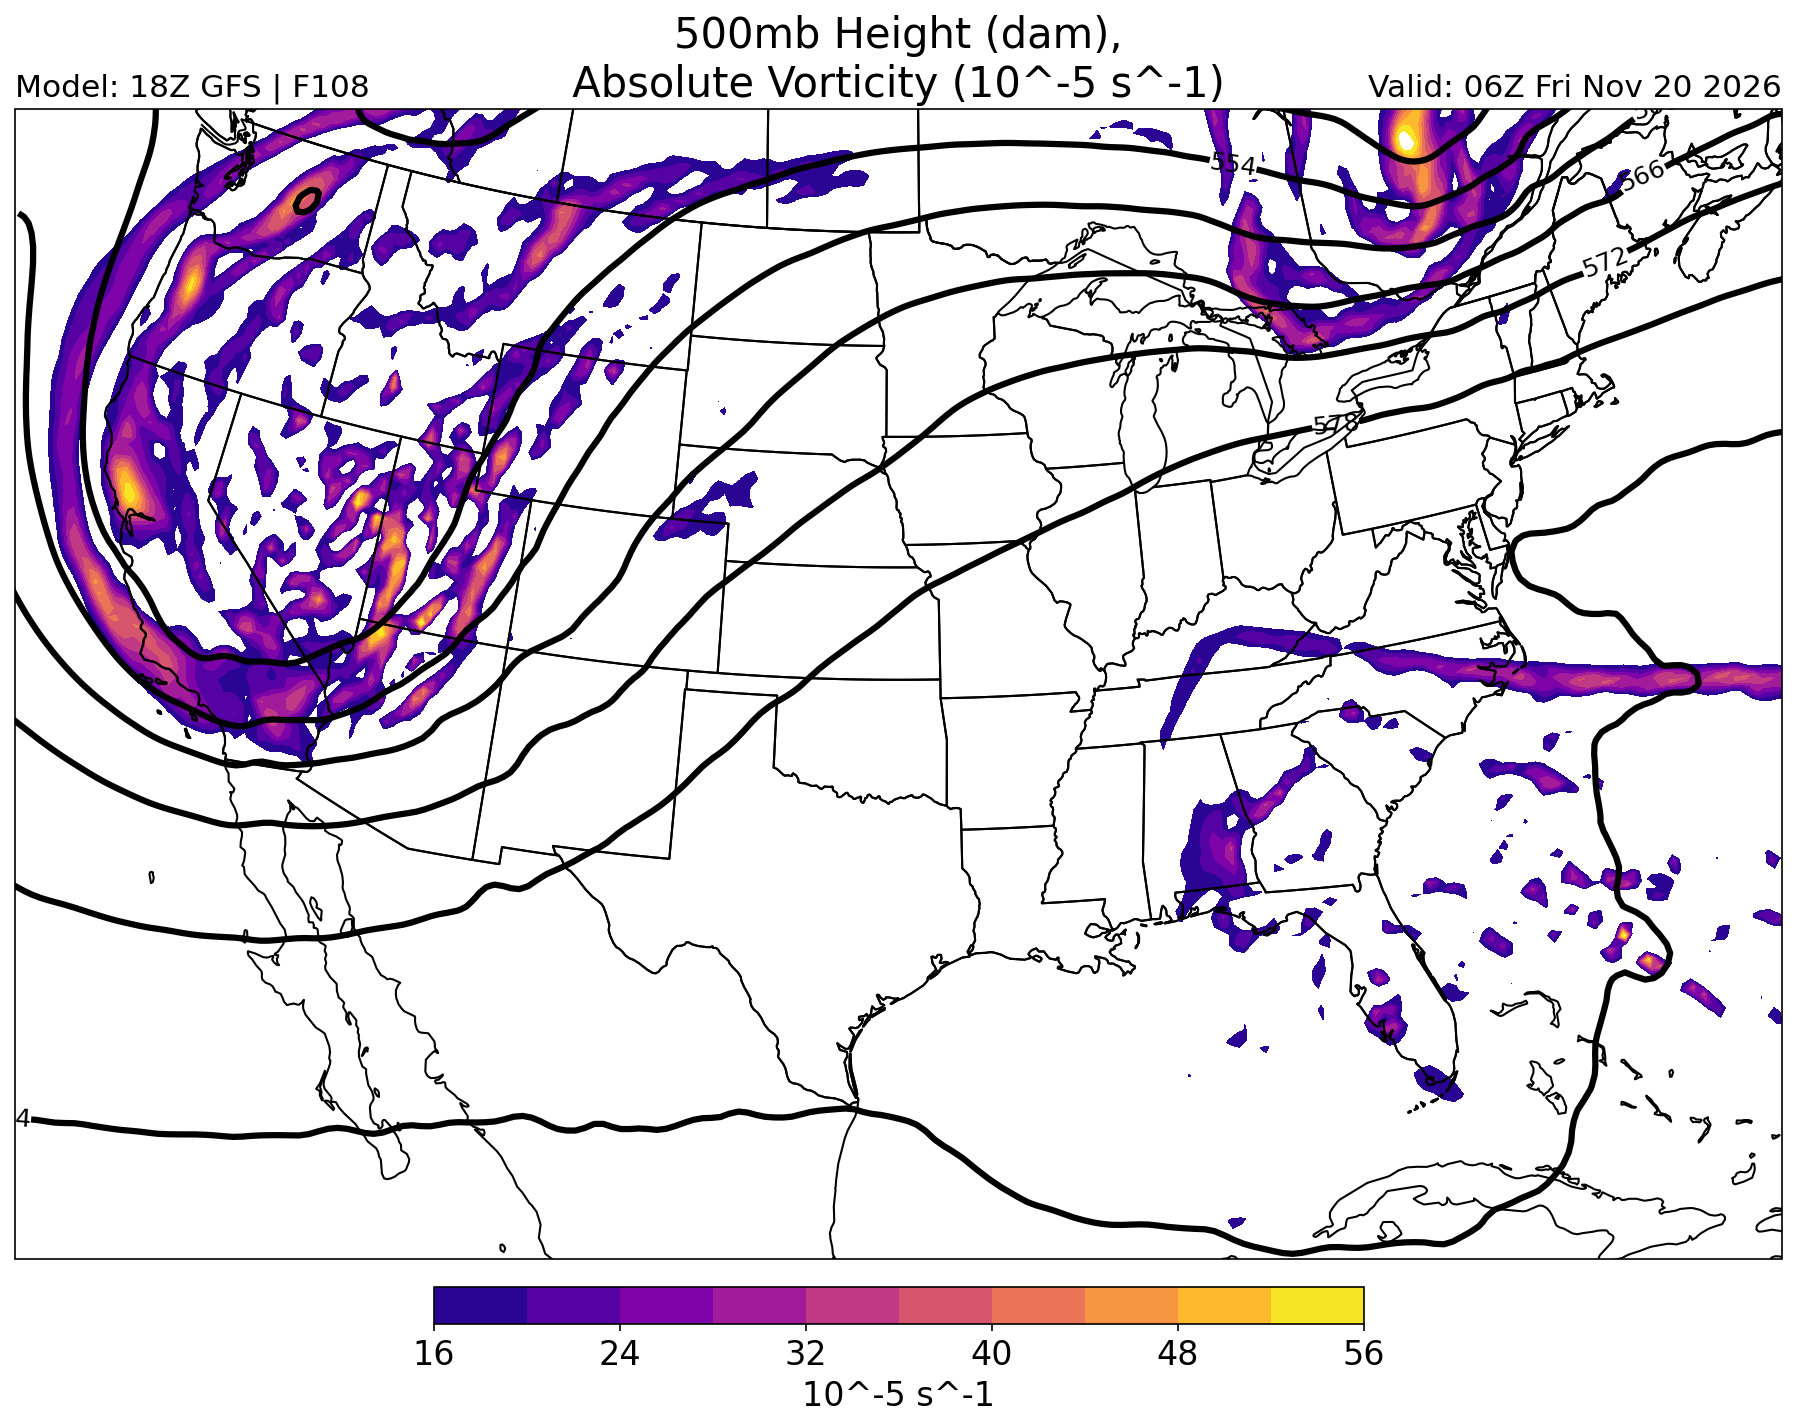 500mb Height (dam),
Absolute Vorticity (10^-5 s^-1)
Model: 18Z GFS | F108
Valid: 06Z Fri Nov 20 2026
554
566
572
578
4
16 24 32 40 48 56
10^-5 s^-1